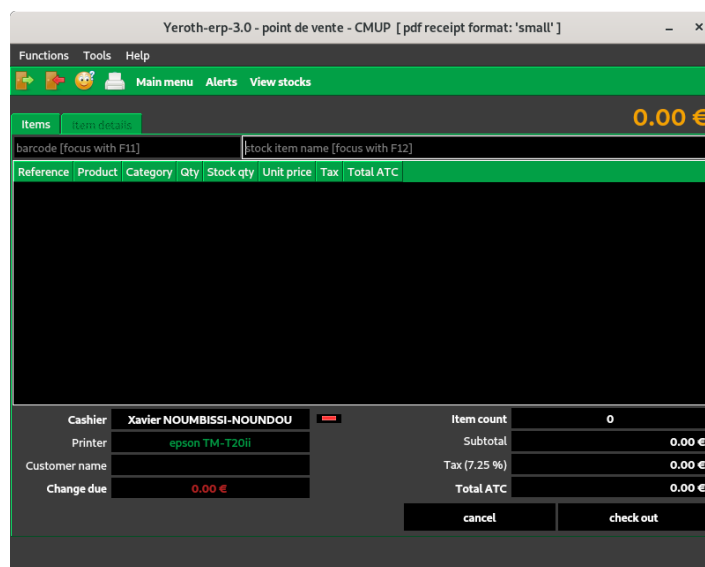 Yeroth-erp-3.0 - point de vente - CMUP [ pdf receipt format: 'small' ]
Functions Tools Help
Main menu Alerts View stocks
0.00 €
Items Item details
barcode [focus with F11] stock item name [focus with F12]
Reference Product Category Qty Stock qty Unit price Tax Total ATC
Cashier Xavier NOUMBISSI-NOUNDOU Item count 0
Printer epson TM-T20ii Subtotal 0.00 €
Customer name Tax (7.25 %) 0.00 €
Change due 0.00 € Total ATC 0.00 €
cancel check out